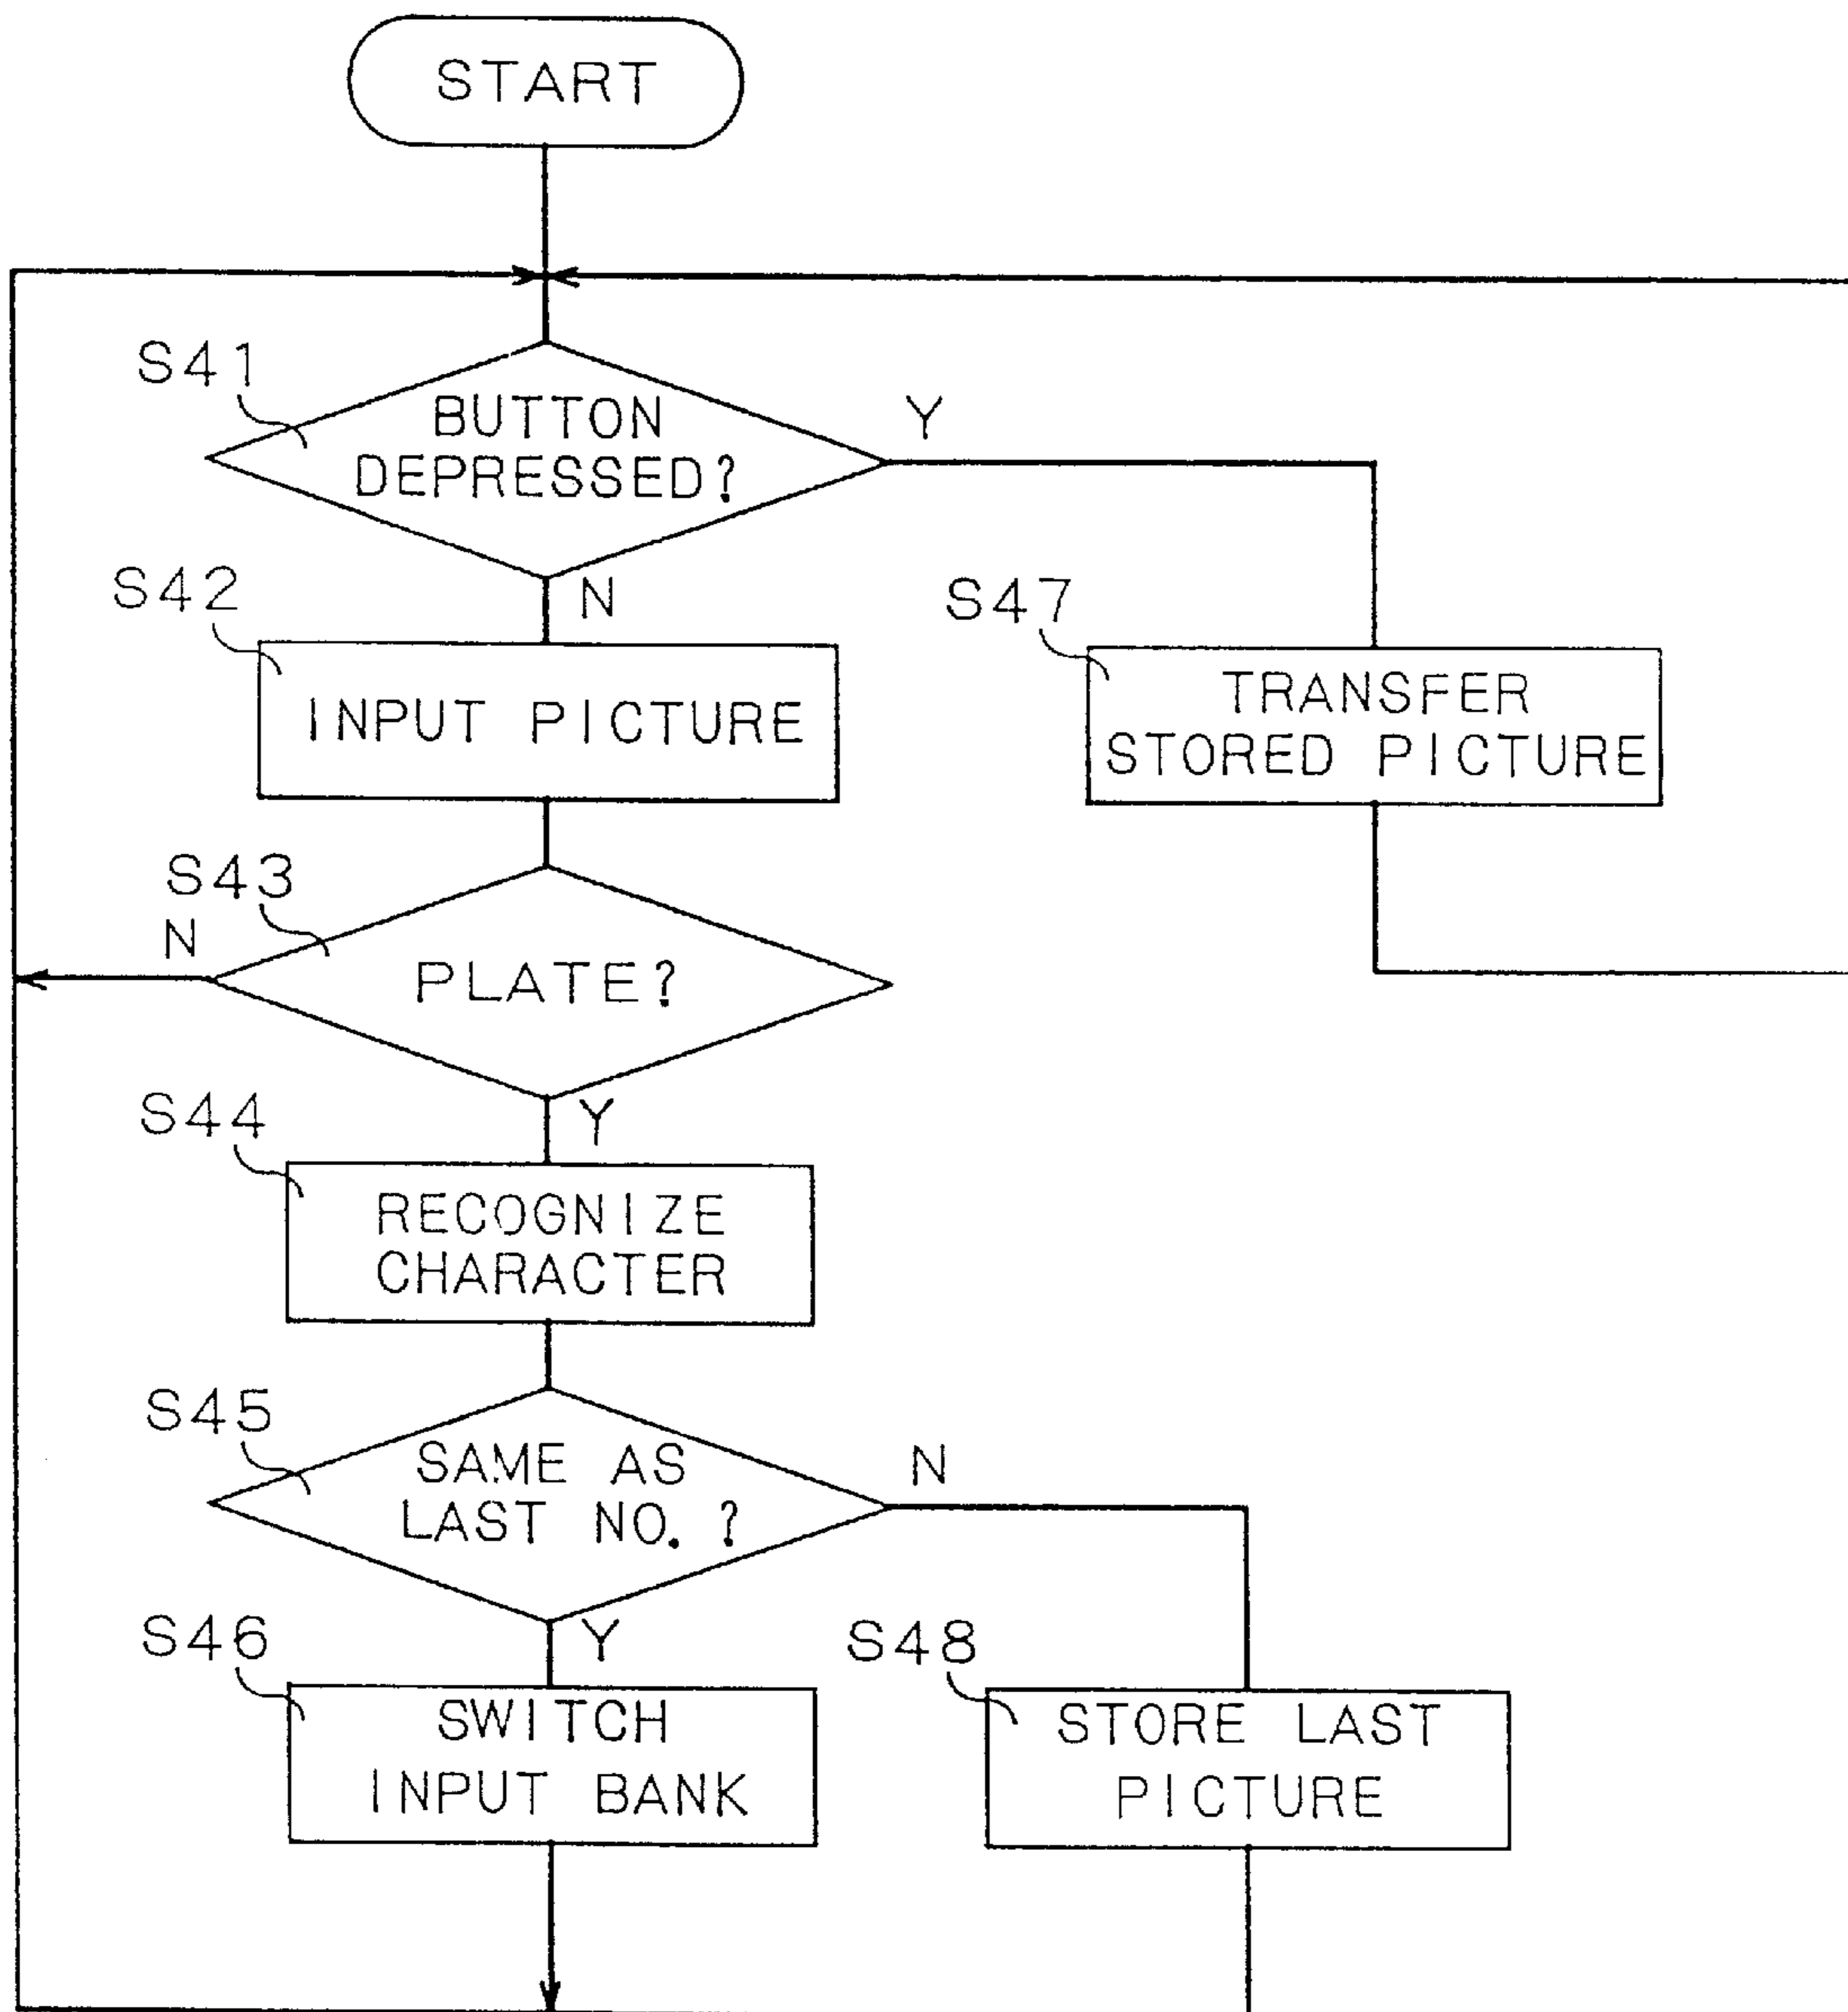 START
S41
BUTTON
DEPRESSED?
Y
N
S42
INPUT PICTURE
S47
TRANSFER
STORED PICTURE
S43
N
PLATE?
Y
S44
RECOGNIZE
CHARACTER
S45
SAME AS
LAST NO. ?
N
Y
S46
SWITCH
INPUT BANK
S48
STORE LAST
PICTURE